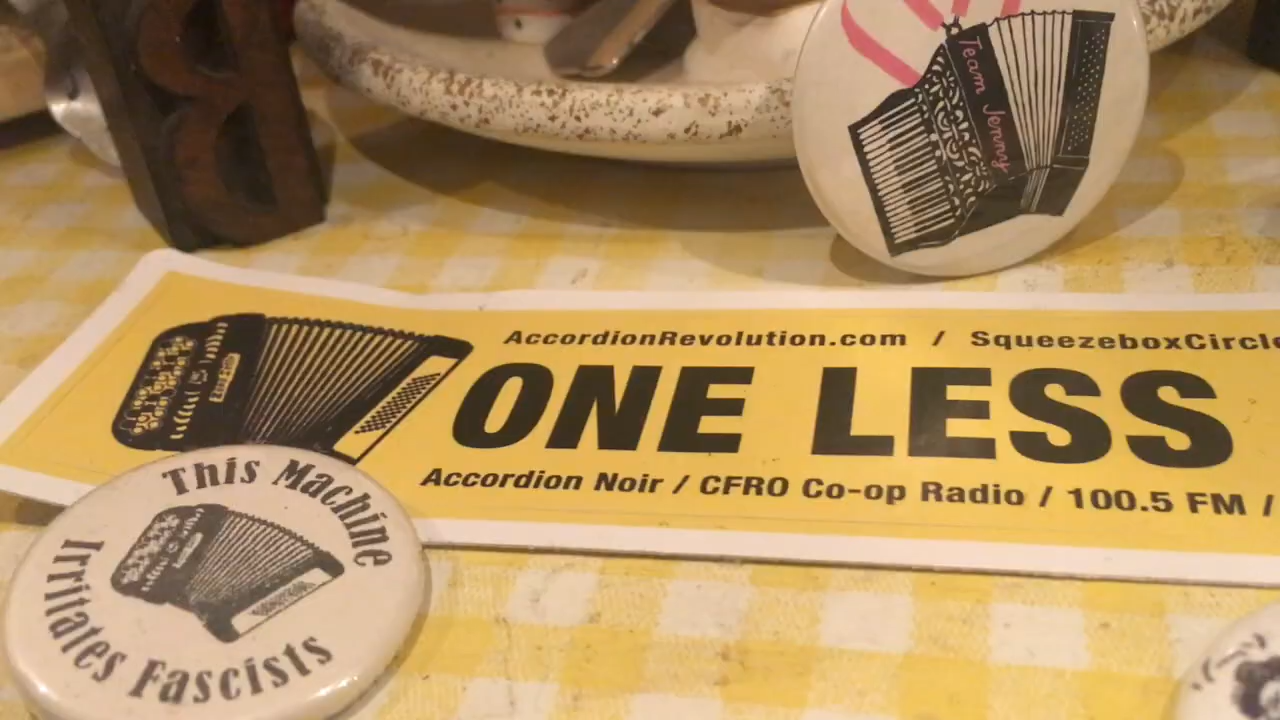 B
Team Jenny
AccordionRevolution.com / SqueezeboxCircle
ONE LESS
Accordion Noir / CFRO Co-op Radio / 100.5 FM /
This Machine
Irritates Fascists